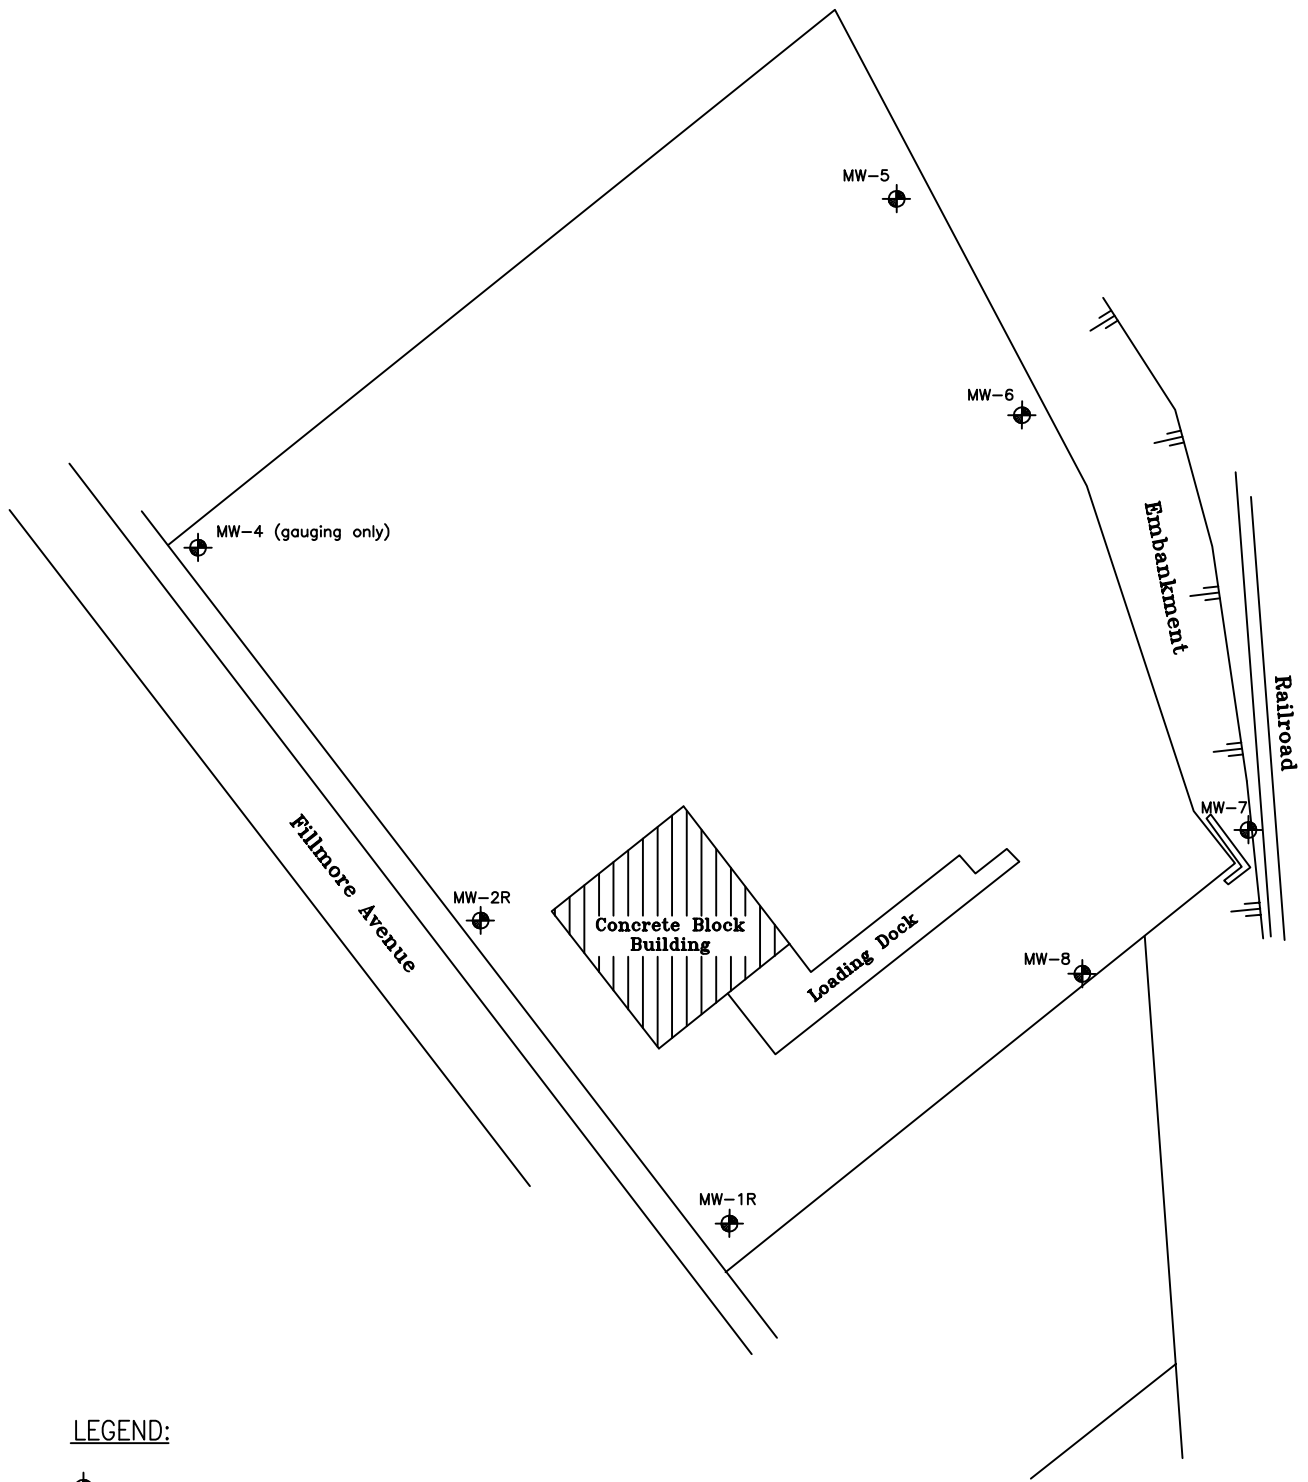 MW-5
MW-6
MW-4 (gauging only)
Embankment
Railroad
MW-7
Fillmore Avenue
MW-2R
Concrete Block
Building
Loading Dock
MW-8
MW-1R
LEGEND: